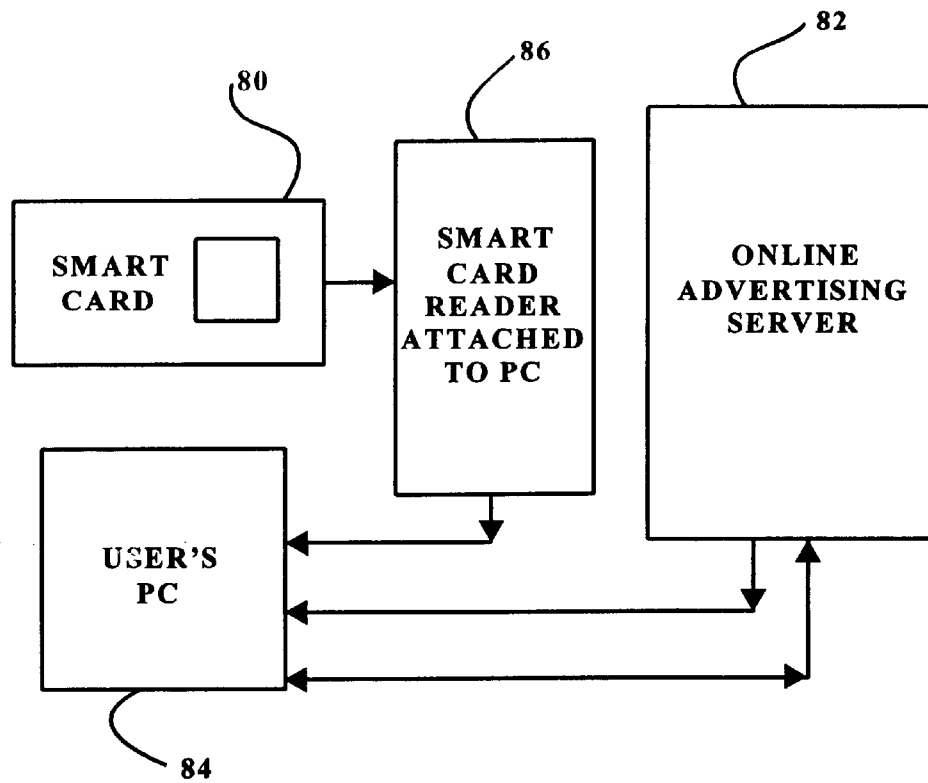 82
86
80
SMART
CARD
SMART
CARD
READER
ATTACHED
TO PC
ONLINE
ADVERTISING
SERVER
USER'S
PC
84